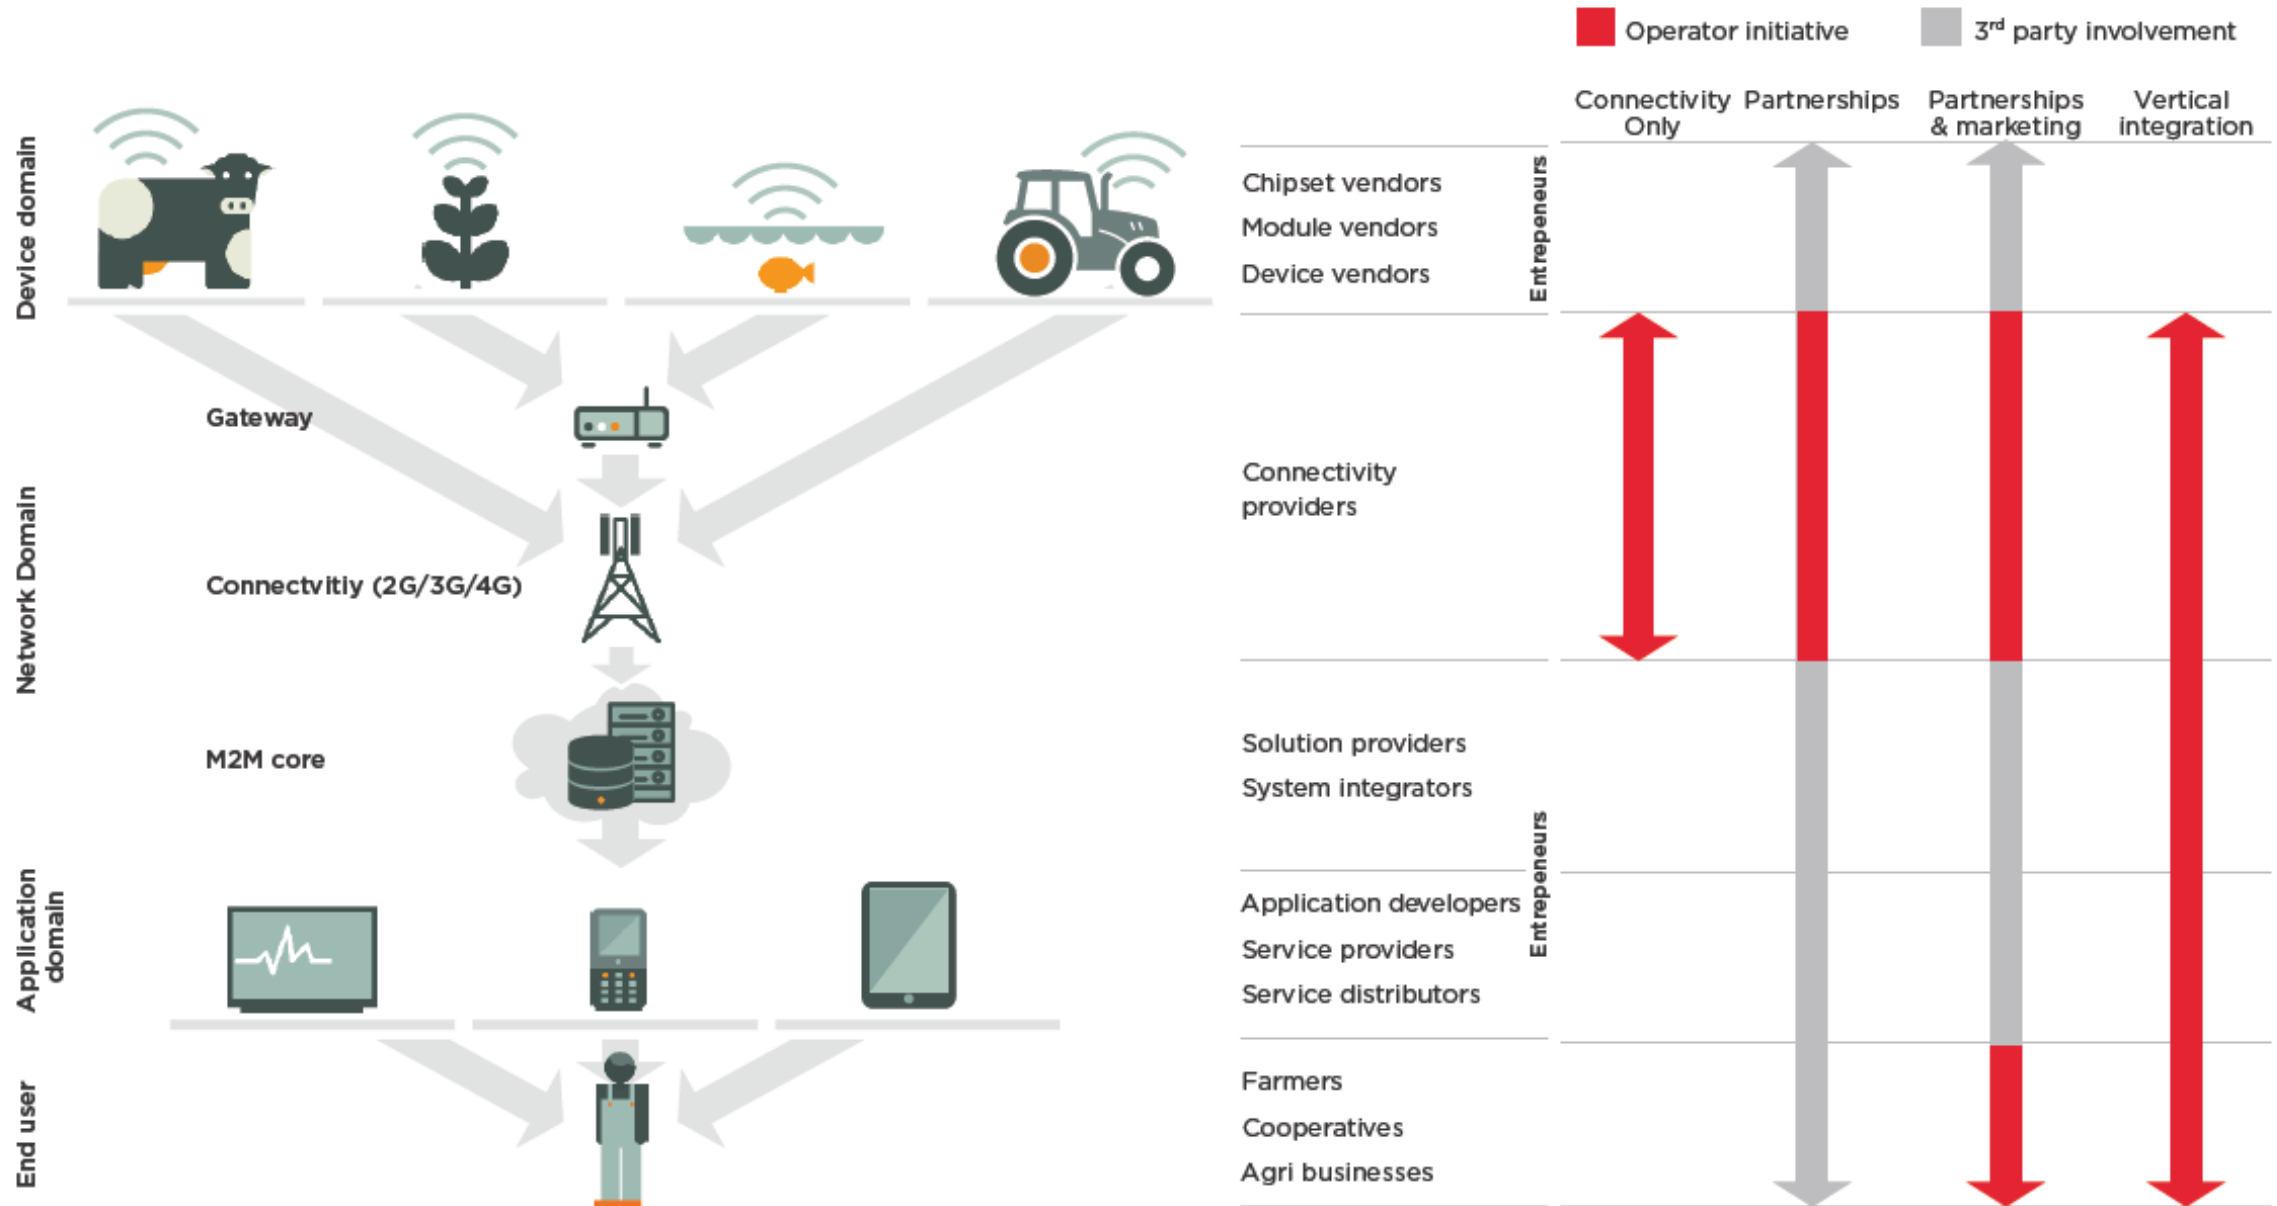 Operator initiative
3rd party involvement
Connectivity Only
Partnerships
Partnerships & marketing
Vertical integration
Device domain
Chipset vendors
Module vendors
Device vendors
Entrepeneurs
Gateway
Network Domain
Connectivity
providers
Connectvitiy (2G/3G/4G)
M2M core
Solution providers
System integrators
Entrepeneurs
Application
domain
Application developers
Service providers
Service distributors
End user
Farmers
Cooperatives
Agri businesses